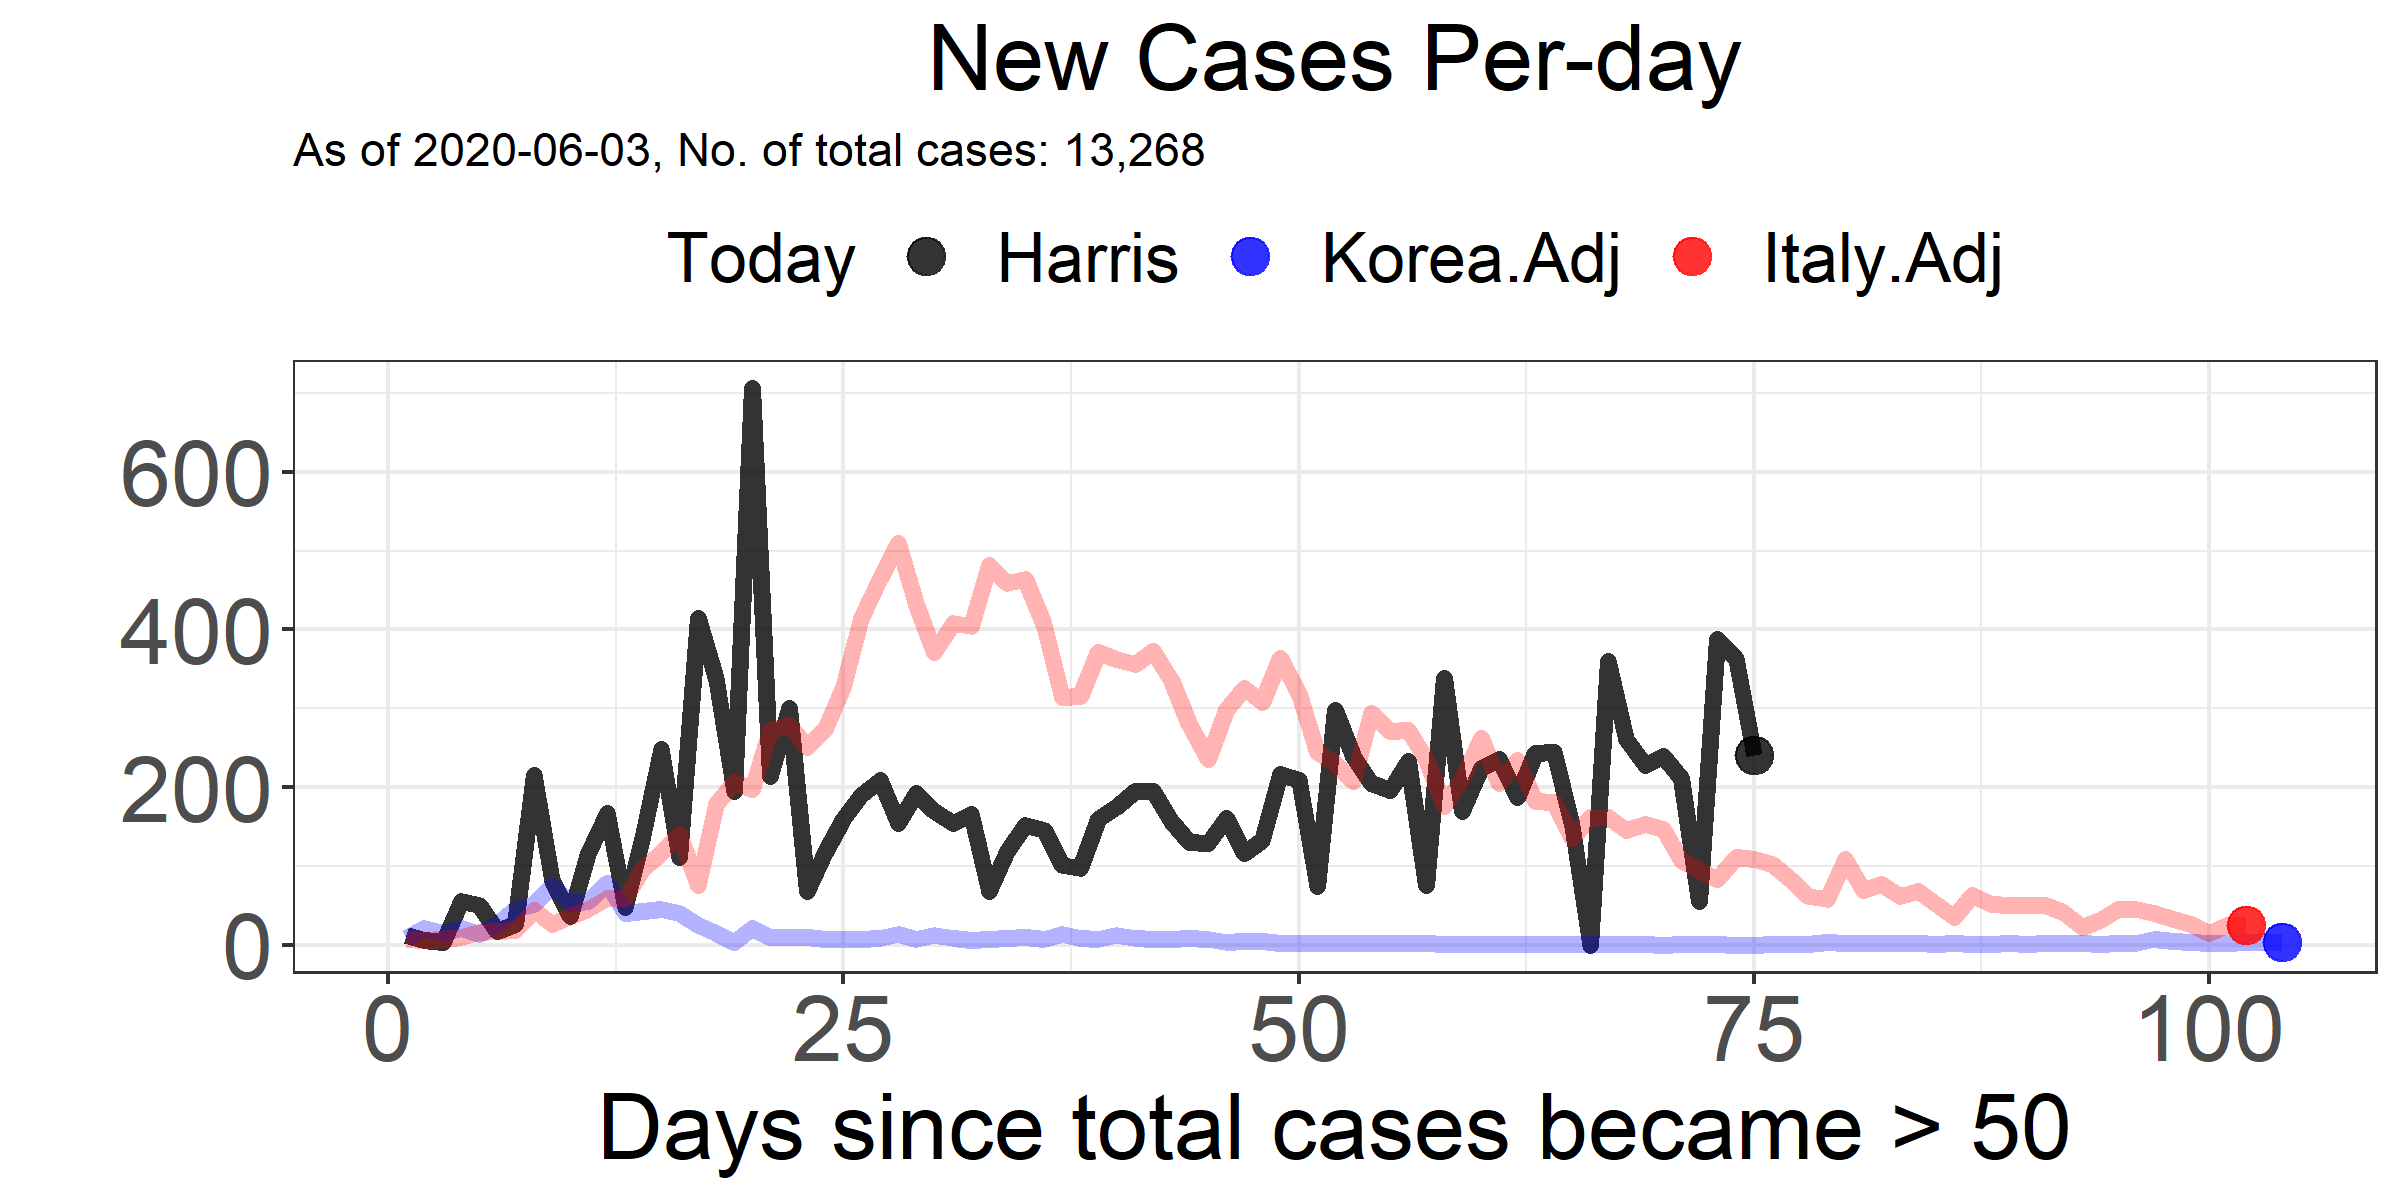 New Cases Per-day
As of 2020-06-03, No. of total cases: 13,268
Today Harris Korea.Adj Italy.Adj
600
400
200
0
0 25 50 75 100
Days since total cases became > 50